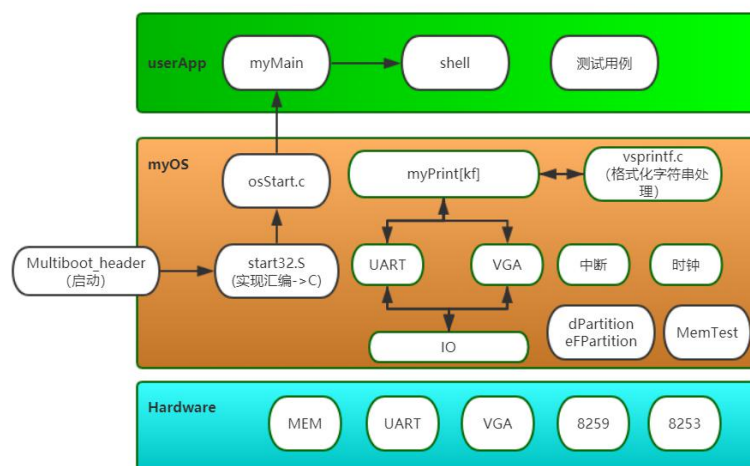 userApp
myMain
shell
测试用例
myOS
osStart.c
myPrint[kf]
vsprintf.c
(格式化字符串处
理)
Multiboot_header
(启动)
start32.S
(实现汇编->C)
UART
VGA
中断
时钟
IO
dPartition
eFPartition
MemTest
Hardware
MEM
UART
VGA
8259
8253